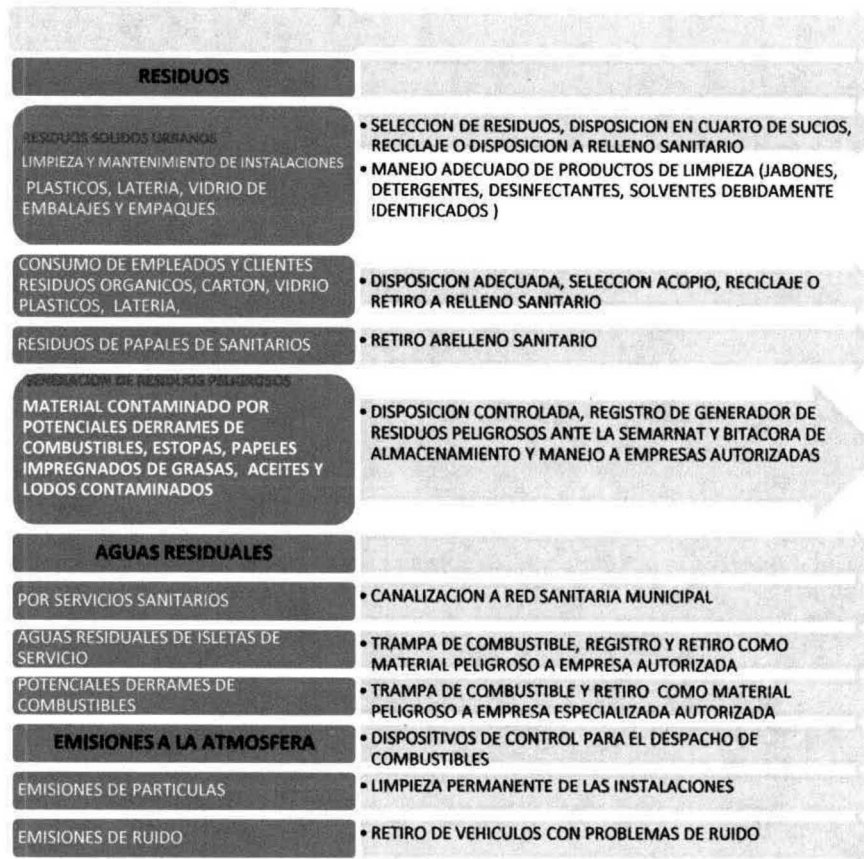 RESIDUOS
RESIDUOS SOLIDOS URBANOS
LIMPIEZA Y MANTENIMIENTO DE INSTALACIONES
PLASTICOS, LATERIA, VIDRIO DE
EMBALAJES Y EMPAQUES
• SELECCION DE RESIDUOS, DISPOSICION EN CUARTO DE SUCIOS,
RECICLAJE O DISPOSICION A RELLENO SANITARIO
• MANEJO ADECUADO DE PRODUCTOS DE LIMPIEZA (JABONES,
DETERGENTES, DESINFECTANTES, SOLVENTES DEBIDAMENTE
IDENTIFICADOS )
CONSUMO DE EMPLEADOS Y CLIENTES
RESIDUOS ORGANICOS, CARTON, VIDRIO
PLASTICOS, LATERIA,
• DISPOSICION ADECUADA, SELECCION ACOPIO, RECICLAJE O
RETIRO A RELLENO SANITARIO
RESIDUOS DE PAPALES DE SANITARIOS
• RETIRO ARELLENO SANITARIO
GENERACION DE RESIDUOS PELIGROSOS
MATERIAL CONTAMINADO POR
POTENCIALES DERRAMES DE
COMBUSTIBLES, ESTOPAS, PAPELES
IMPREGNADOS DE GRASAS, ACEITES Y
LODOS CONTAMINADOS
• DISPOSICION CONTROLADA, REGISTRO DE GENERADOR DE
RESIDUOS PELIGROSOS ANTE LA SEMARNAT Y BITACORA DE
ALMACENAMIENTO Y MANEJO A EMPRESAS AUTORIZADAS
AGUAS RESIDUALES
POR SERVICIOS SANITARIOS
• CANALIZACION A RED SANITARIA MUNICIPAL
AGUAS RESIDUALES DE ISLETAS DE
SERVICIO
• TRAMPA DE COMBUSTIBLE, REGISTRO Y RETIRO COMO
MATERIAL PELIGROSO A EMPRESA AUTORIZADA
POTENCIALES DERRAMES DE
COMBUSTIBLES
• TRAMPA DE COMBUSTIBLE Y RETIRO COMO MATERIAL
PELIGROSO A EMPRESA ESPECIALIZADA AUTORIZADA
EMISIONES A LA ATMOSFERA
• DISPOSITIVOS DE CONTROL PARA EL DESPACHO DE
COMBUSTIBLES
EMISIONES DE PARTICULAS
• LIMPIEZA PERMANENTE DE LAS INSTALACIONES
EMISIONES DE RUIDO
• RETIRO DE VEHICULOS CON PROBLEMAS DE RUIDO